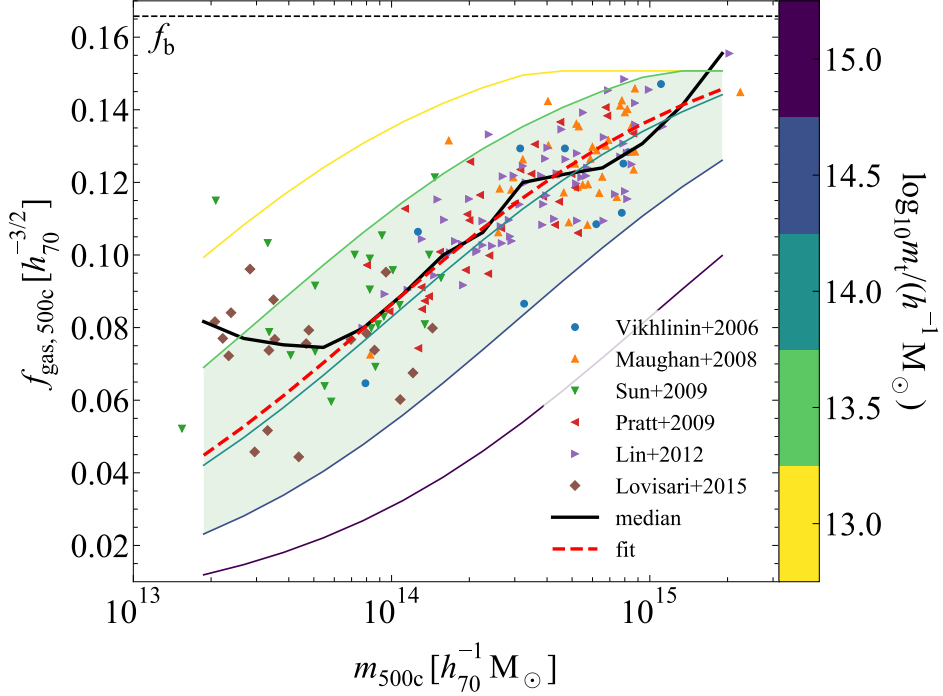 f_b
0.16
0.14
0.12
0.10
0.08
0.06
0.04
0.02
f_gas, 500c [h_70^−3/2]
10^13
10^14
10^15
m_500c [h_70^−1 M_⊙]
Vikhlinin+2006
Maughan+2008
Sun+2009
Pratt+2009
Lin+2012
Lovisari+2015
median
fit
15.0
14.5
14.0
13.5
13.0
log_10 m_t/(h^−1 M_⊙)